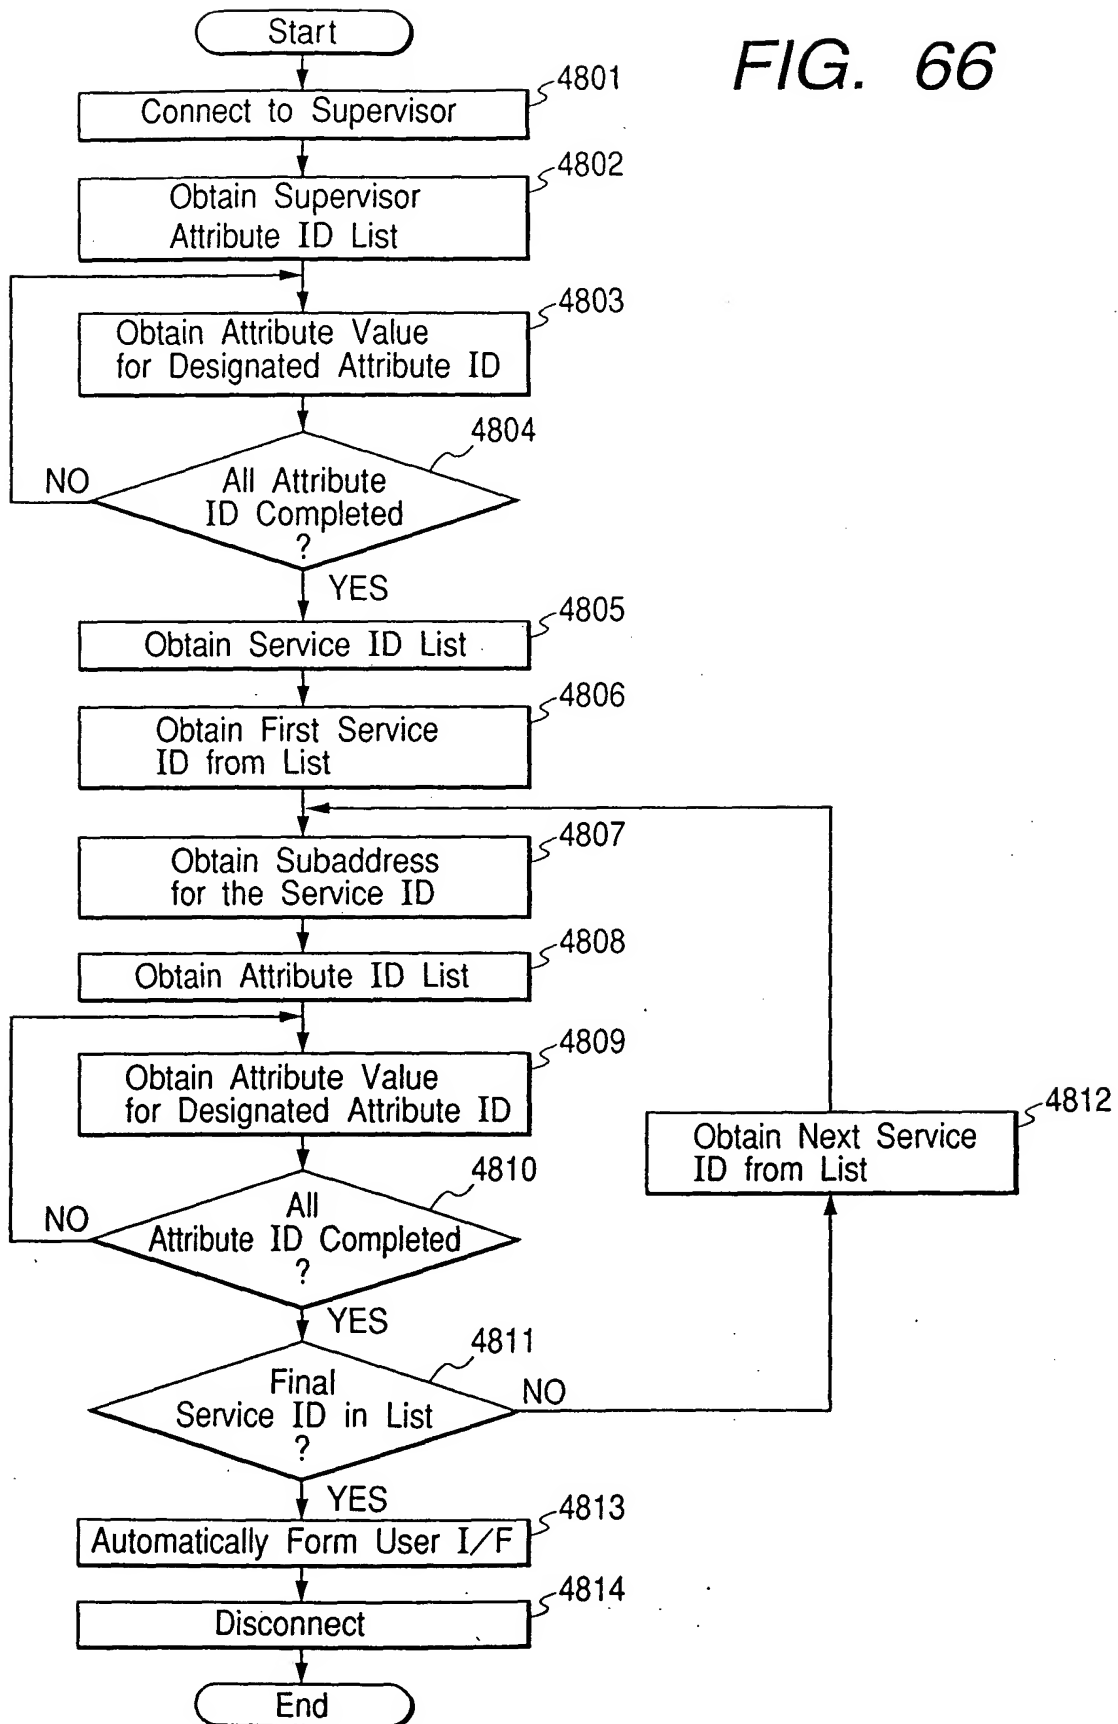 FIG. 66
Start
4801
Connect to Supervisor
4802
Obtain Supervisor
Attribute ID List
4803
Obtain Attribute Value
for Designated Attribute ID
4804
NO
All Attribute
ID Completed
?
YES
4805
Obtain Service ID List
4806
Obtain First Service
ID from List
4807
Obtain Subaddress
for the Service ID
4808
Obtain Attribute ID List
4809
Obtain Attribute Value
for Designated Attribute ID
4812
Obtain Next Service
ID from List
4810
NO
All
Attribute ID Completed
?
YES
4811
Final
Service ID in List
?
NO
YES
4813
Automatically Form User I/F
4814
Disconnect
End